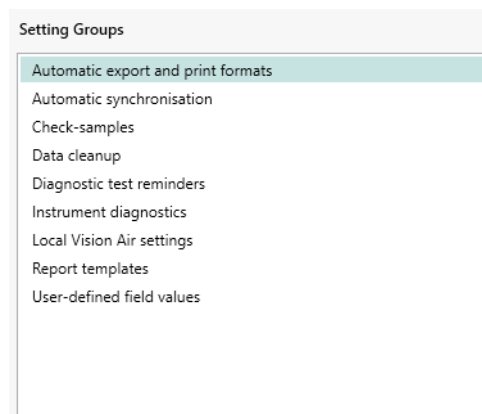 Setting Groups
Automatic export and print formats
Automatic synchronisation
Check-samples
Data cleanup
Diagnostic test reminders
Instrument diagnostics
Local Vision Air settings
Report templates
User-defined field values